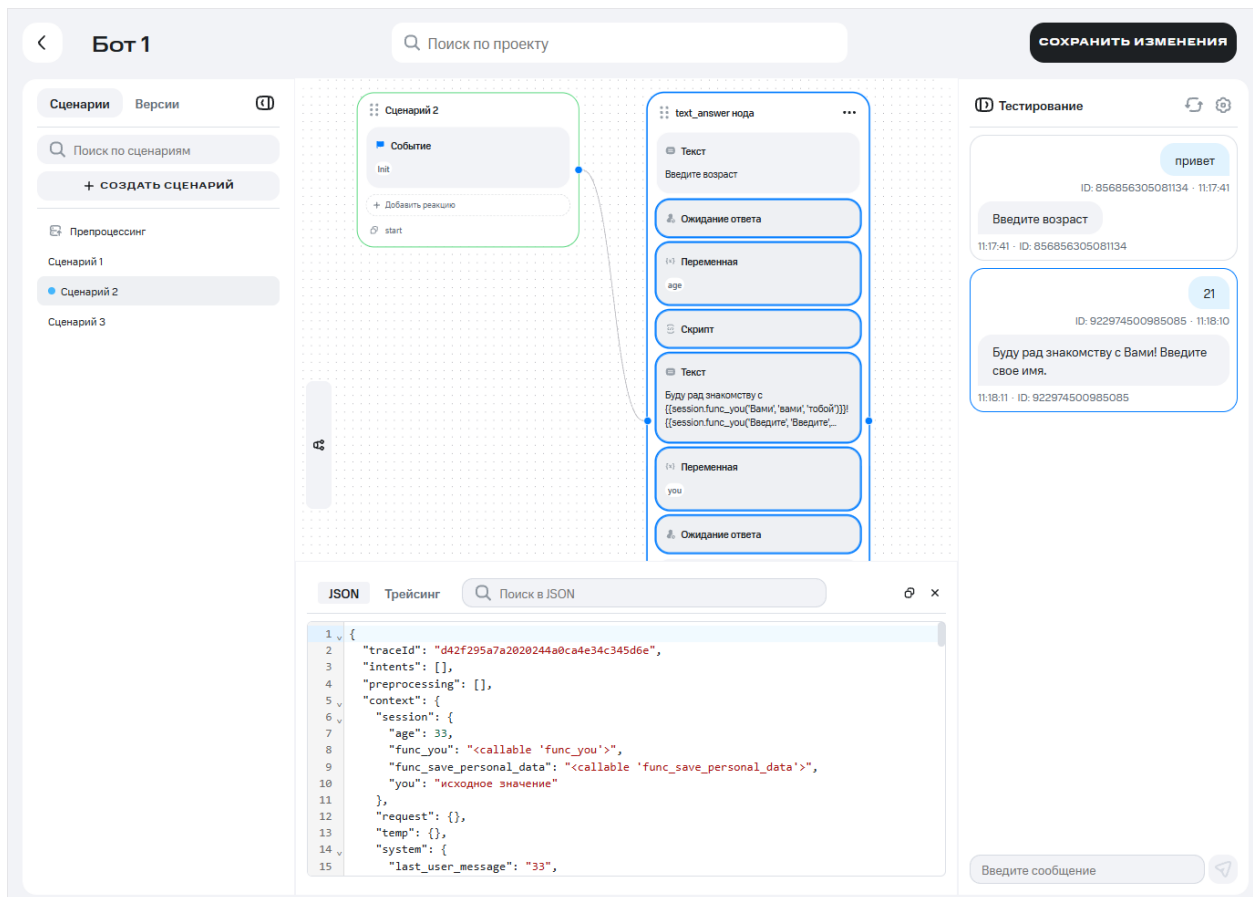 Бот 1
Поиск по проекту
СОХРАНИТЬ ИЗМЕНЕНИЯ
Сценарии
Версии
Поиск по сценариям
+ СОЗДАТЬ СЦЕНАРИЙ
Препроцессинг
Сценарий 1
Сценарий 2
Сценарий 3
Сценарий 2
Событие
Init
+ Добавить реакцию
start
text_answer нода
Текст
Введите возраст
Ожидание ответа
Переменная
age
Скрипт
Текст
Буду рад знакомству с
{{session.func_you('Вами', 'вами', 'тобой')}}!
{{session.func_you('Введите', 'Введите',...
Переменная
you
Ожидание ответа
JSON
Трейсинг
Поиск в JSON
1 {
2 "traceId": "d42f295a7a2020244a0ca4e34c345d6e",
3 "intents": [],
4 "preprocessing": [],
5 "context": {
6 "session": {
7 "age": 33,
8 "func_you": "<callable 'func_you'>",
9 "func_save_personal_data": "<callable 'func_save_personal_data'>",
10 "you": "исходное значение"
11 },
12 "request": {},
13 "temp": {},
14 "system": {
15 "last_user_message": "33",
Тестирование
привет
ID: 856856305081134 · 11:17:41
Введите возраст
11:17:41 · ID: 856856305081134
21
ID: 922974500985085 · 11:18:10
Буду рад знакомству с Вами! Введите
свое имя.
11:18:11 · ID: 922974500985085
Введите сообщение